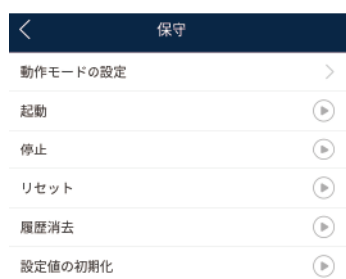 保守
動作モードの設定
起動
停止
リセット
履歴消去
設定値の初期化